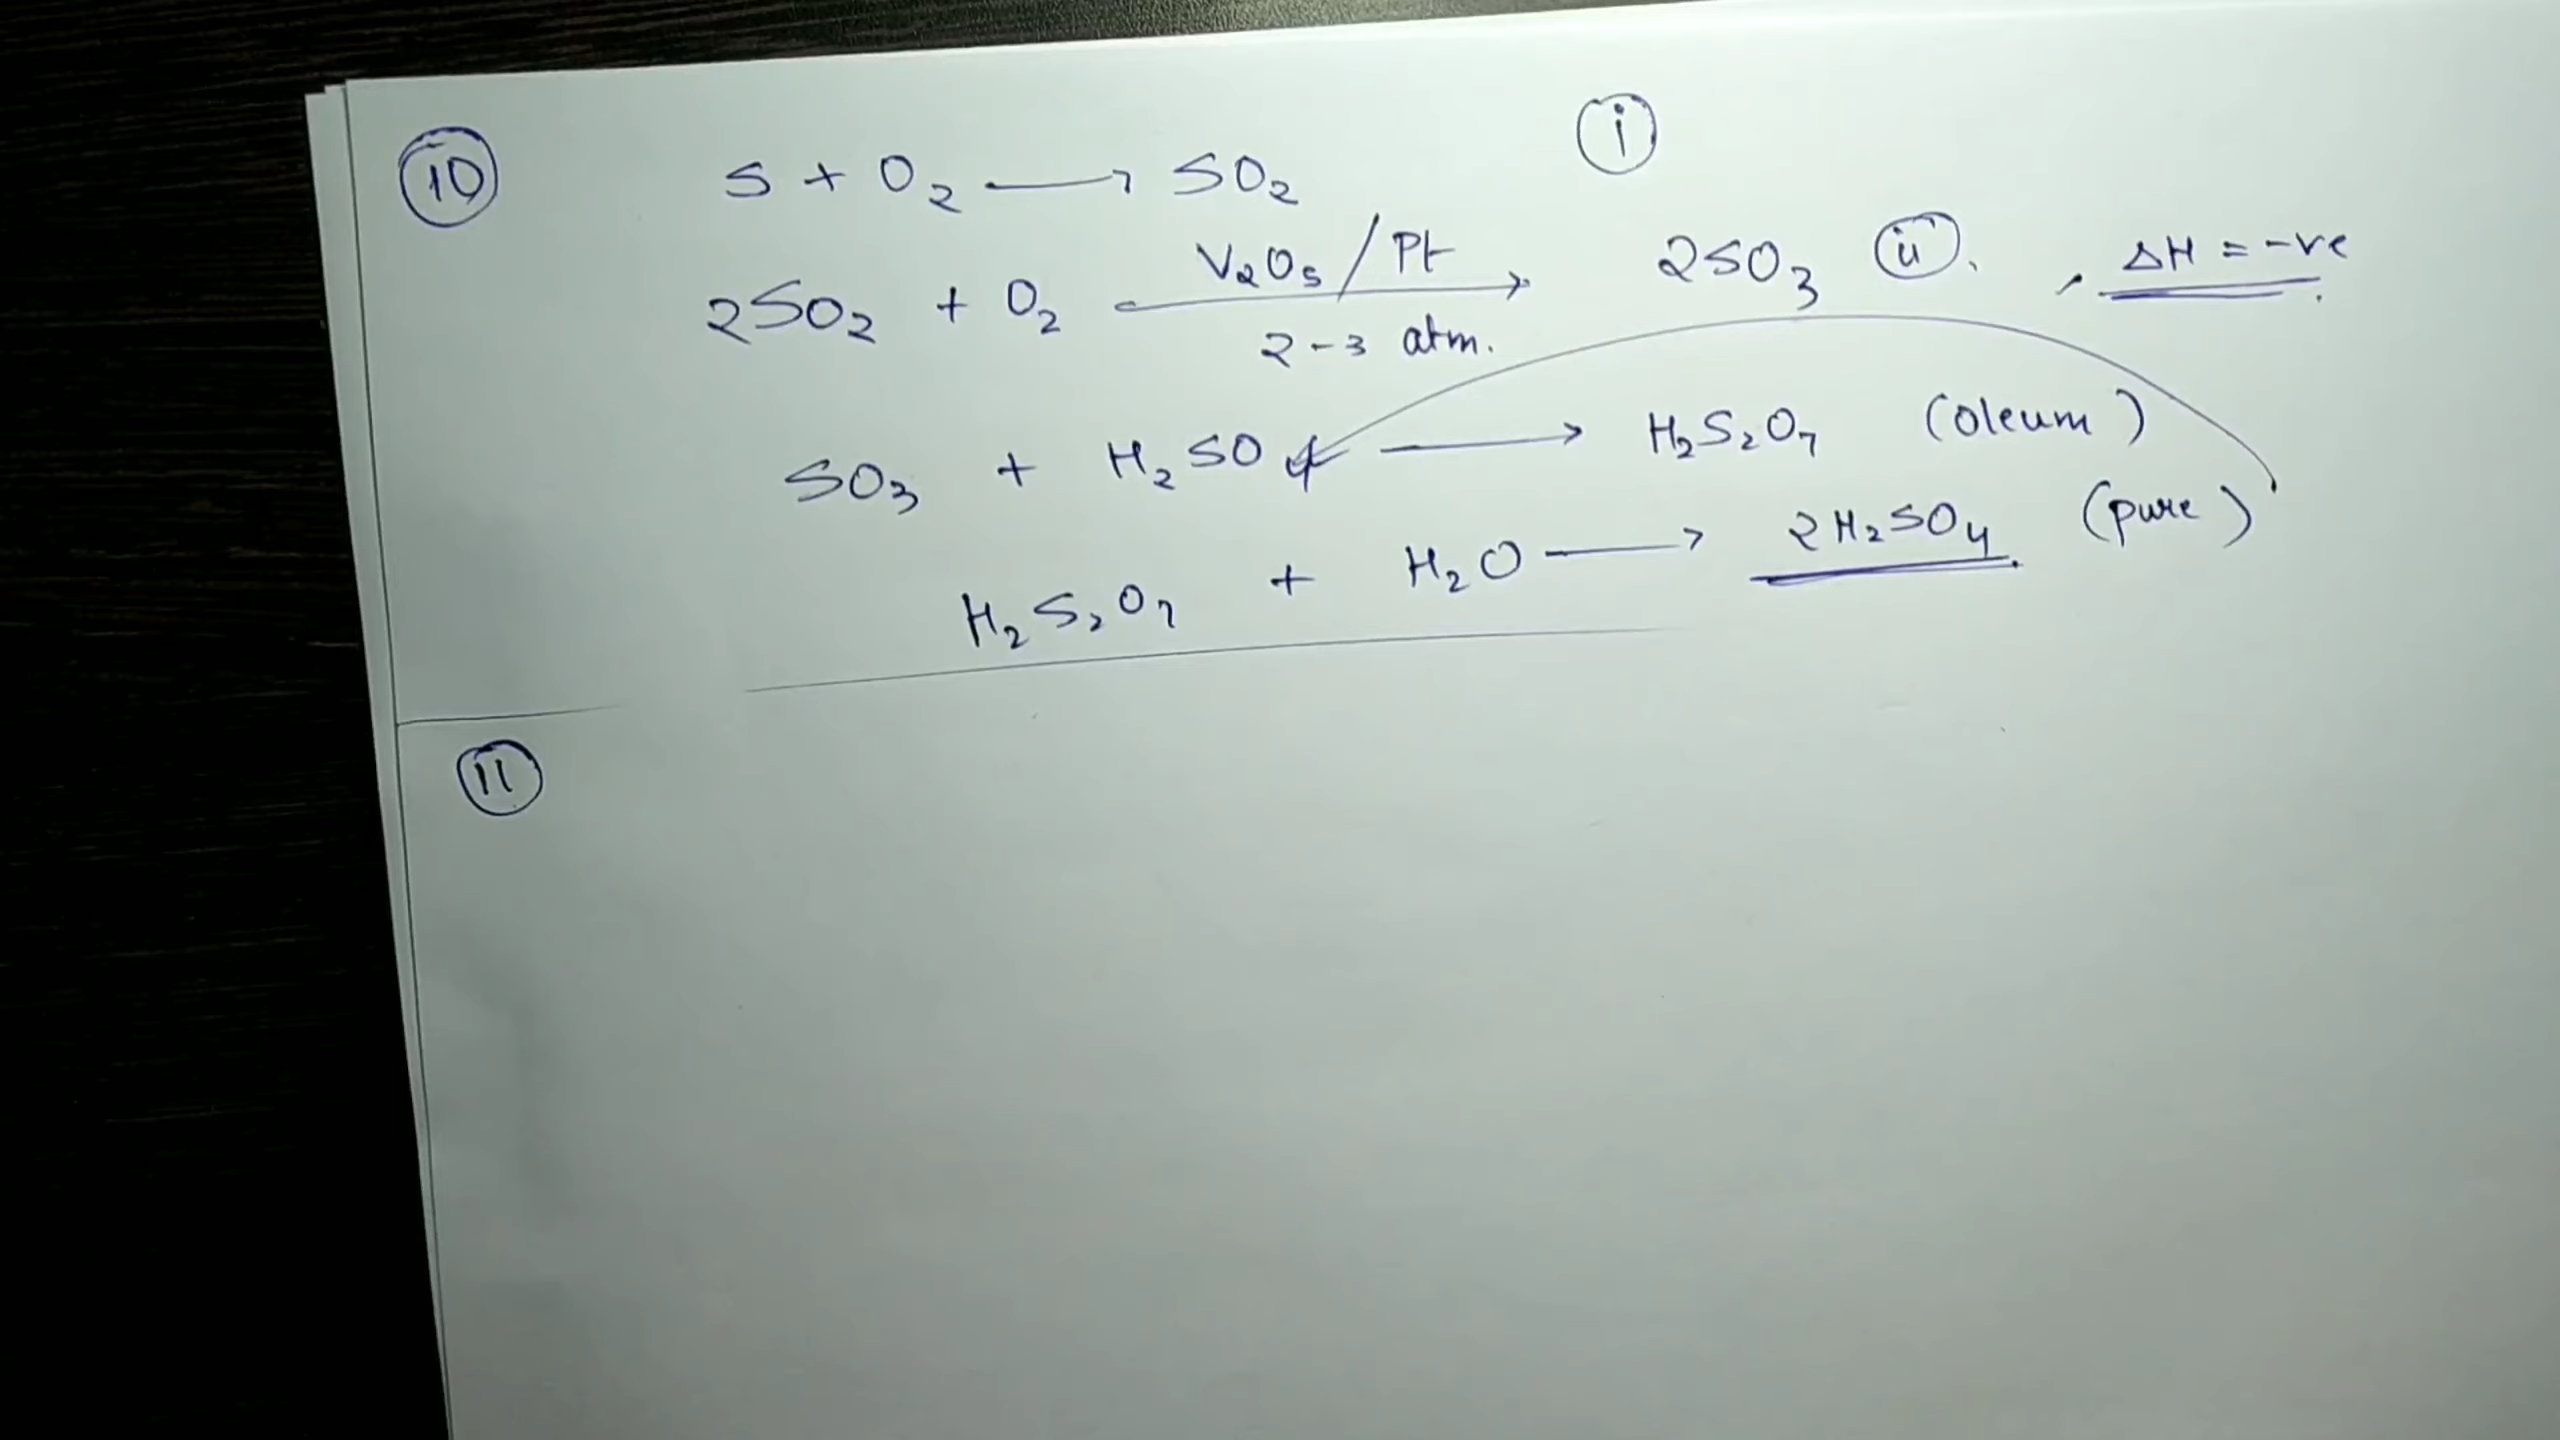 10 S + O2 → SO2 i
2SO2 + O2 V2O5/Pt → 2SO3 ii. , ΔH = -ve
2-3 atm.
SO3 + H2SO4 → H2S2O7 (Oleum)
H2S2O7 + H2O → 2H2SO4 (pure)
11